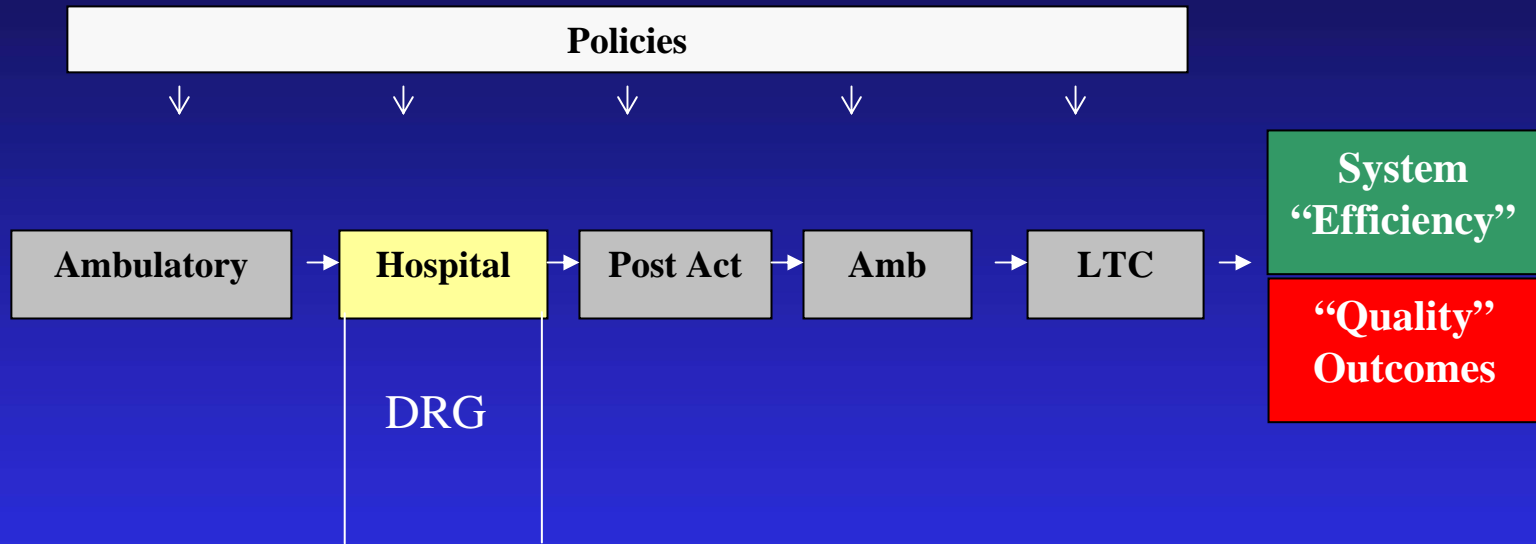 Policies
Ambulatory
Hospital
Post Act
Amb
LTC
System
“Efficiency”
“Quality”
Outcomes
DRG